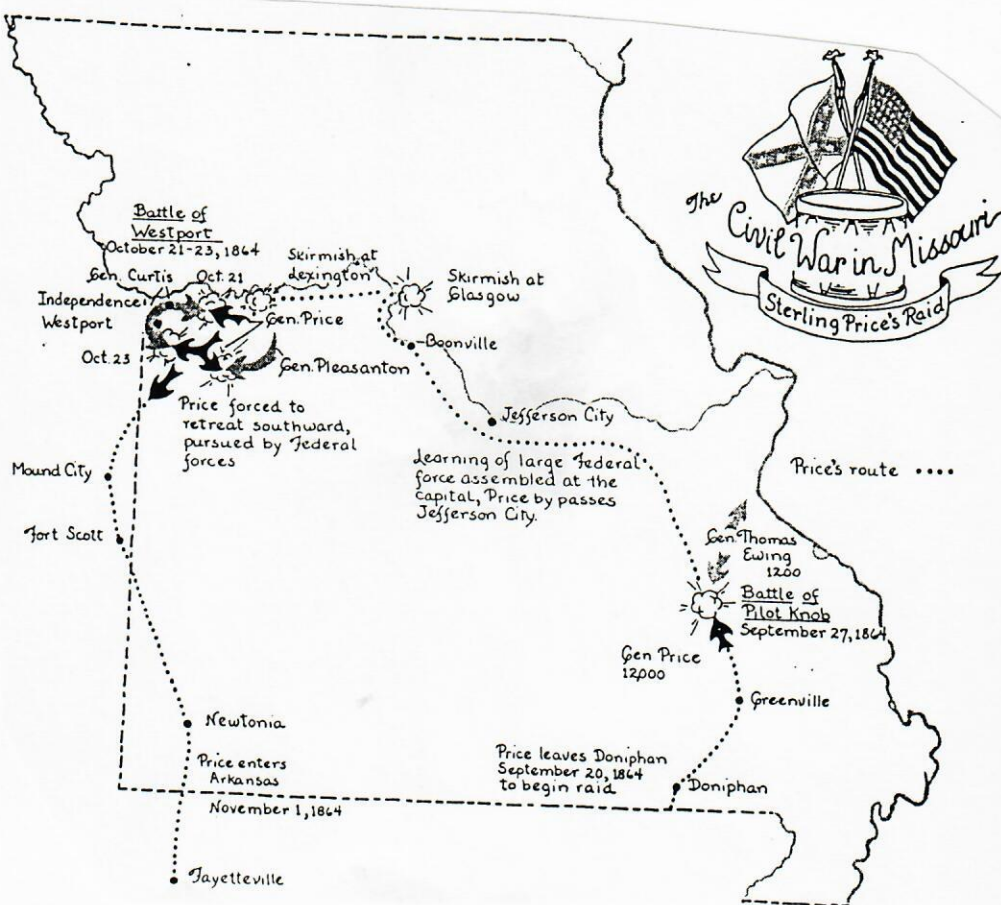 The
Civil War in Missouri
Sterling Price's Raid
Battle of
Westport
October 21-23, 1864
Gen. Curtis
Oct. 21
Skirmish at
Lexington
Skirmish at
Glasgow
Independence
Westport
Gen. Price
Boonville
Oct. 23
Gen. Pleasanton
Jefferson City
Price forced to
retreat southward,
pursued by Federal
forces
Mound City
Fort Scott
Learning of large Federal
force assembled at the
capital, Price by passes
Jefferson City.
Price's route
Gen. Thomas
Ewing
1200
Battle of
Pilot Knob
September 27, 1864
Gen Price
12,000
Greenville
Newtonia
Price enters
Arkansas
November 1, 1864
Price leaves Doniphan
September 20, 1864
to begin raid
Doniphan
Fayetteville